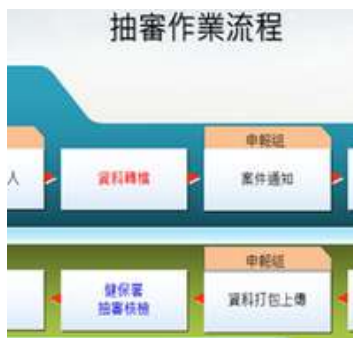 抽審作業流程
申報組
人
資料轉檔
案件通知
申報組
健保署
抽審核檢
資料打包上傳